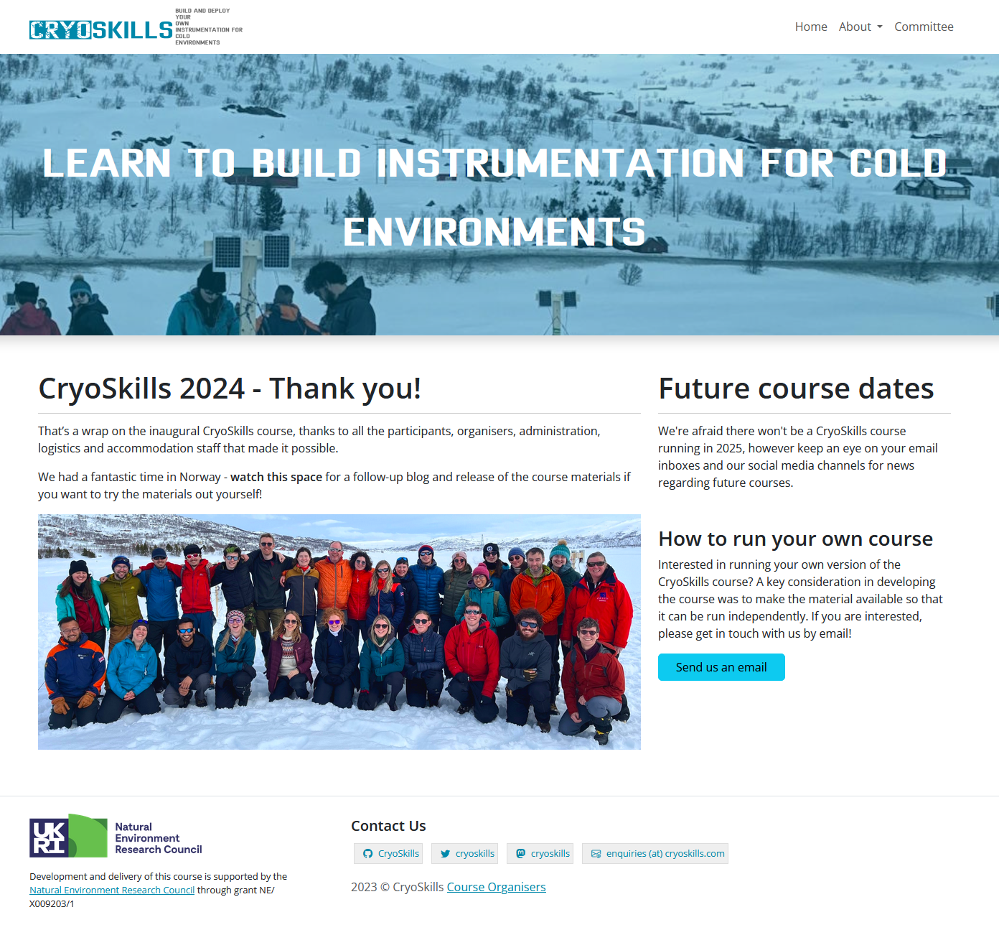 CRYOSKILLS
BUILD AND DEPLOY
YOUR
OWN
INSTRUMENTATION FOR
COLD
ENVIRONMENTS
Home About Committee
LEARN TO BUILD INSTRUMENTATION FOR COLD
ENVIRONMENTS
CryoSkills 2024 - Thank you!
That’s a wrap on the inaugural CryoSkills course, thanks to all the participants, organisers, administration,
logistics and accommodation staff that made it possible.
We had a fantastic time in Norway - watch this space for a follow-up blog and release of the course materials if
you want to try the materials out yourself!
Future course dates
We're afraid there won't be a CryoSkills course
running in 2025, however keep an eye on your email
inboxes and our social media channels for news
regarding future courses.
How to run your own course
Interested in running your own version of the
CryoSkills course? A key consideration in developing
the course was to make the material available so that
it can be run independently. If you are interested,
please get in touch with us by email!
Send us an email
UK
RI
Natural
Environment
Research Council
Development and delivery of this course is supported by the
Natural Environment Research Council through grant NE/
X009203/1
Contact Us
CryoSkills cryoskills cryoskills enquiries (at) cryoskills.com
2023 © CryoSkills Course Organisers